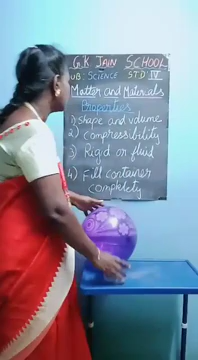 G.K JAIN SCHOOL
SUB: SCIENCE STD: IV
Matter and Materials
Properties
1) Shape and volume
2) Compressibility
3) Rigid or fluid
4) Fill container
completely